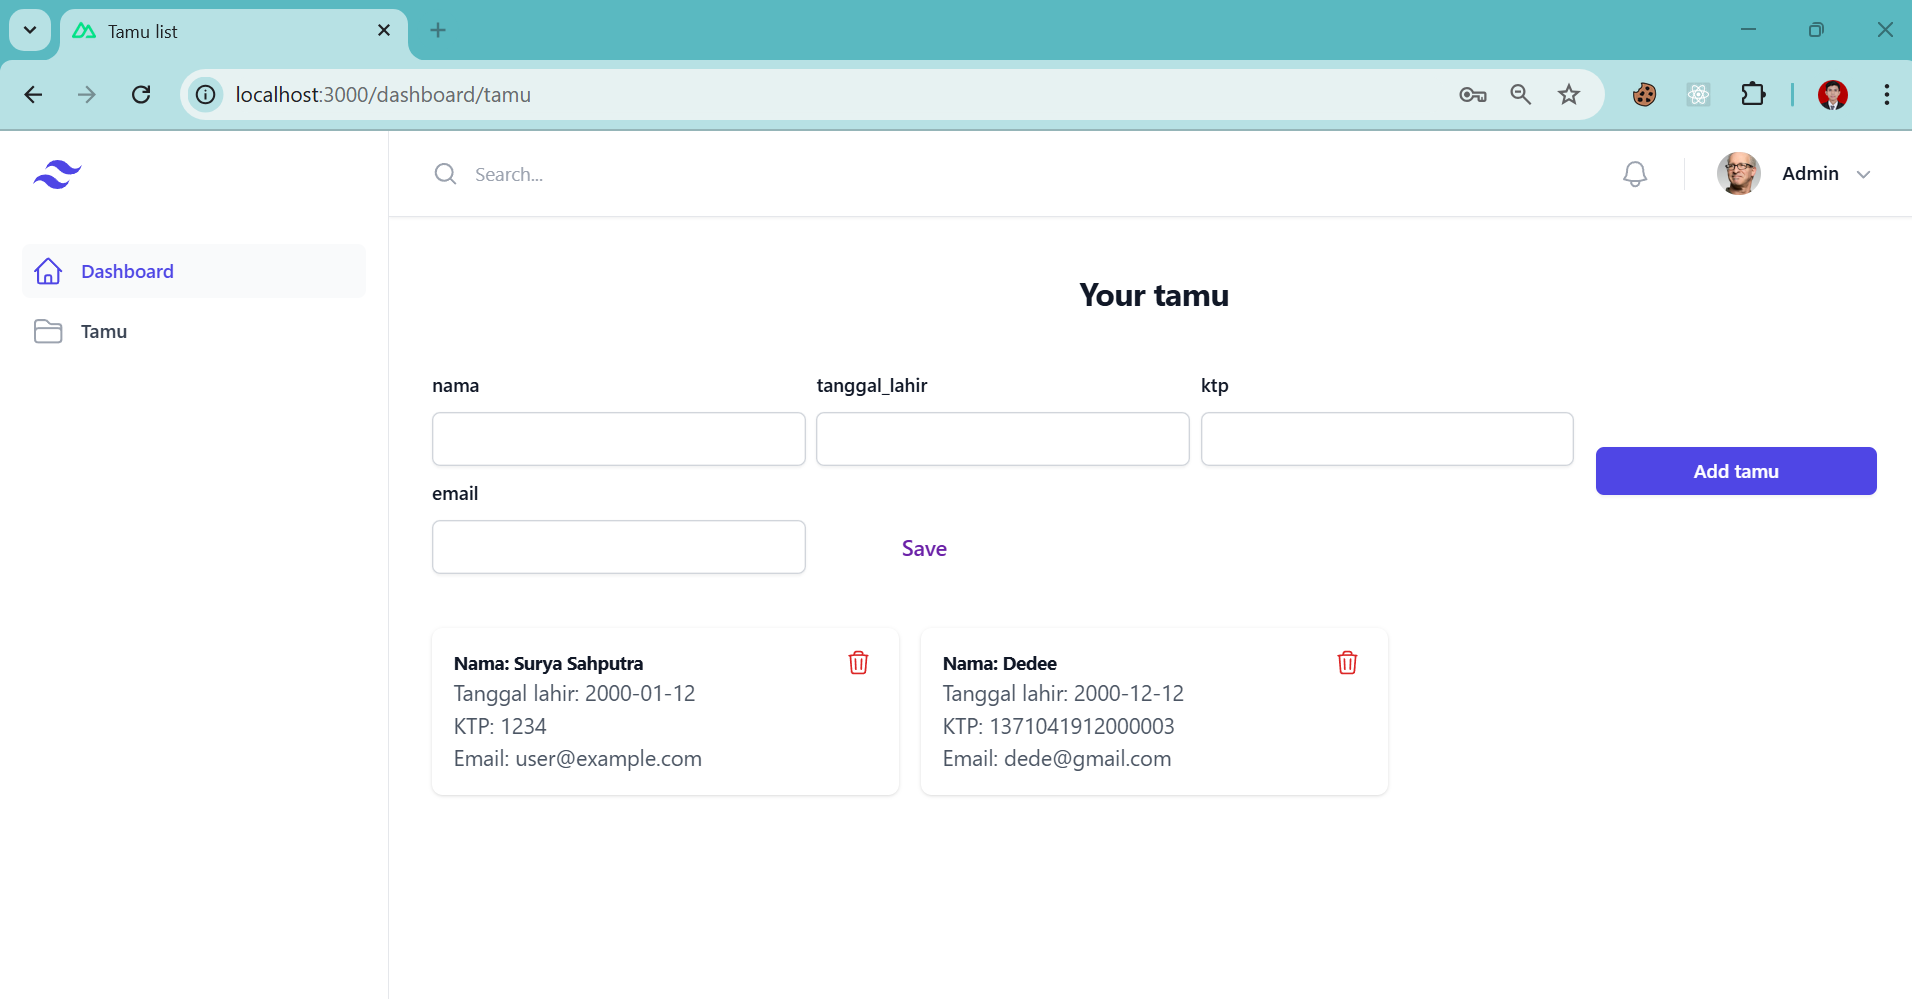 Tamu list
localhost:3000/dashboard/tamu
Search...
Admin
Dashboard
Tamu
Your tamu
nama
tanggal_lahir
ktp
Add tamu
email
Save
Nama: Surya Sahputra
Tanggal lahir: 2000-01-12
KTP: 1234
Email: user@example.com
Nama: Dedee
Tanggal lahir: 2000-12-12
KTP: 1371041912000003
Email: dede@gmail.com